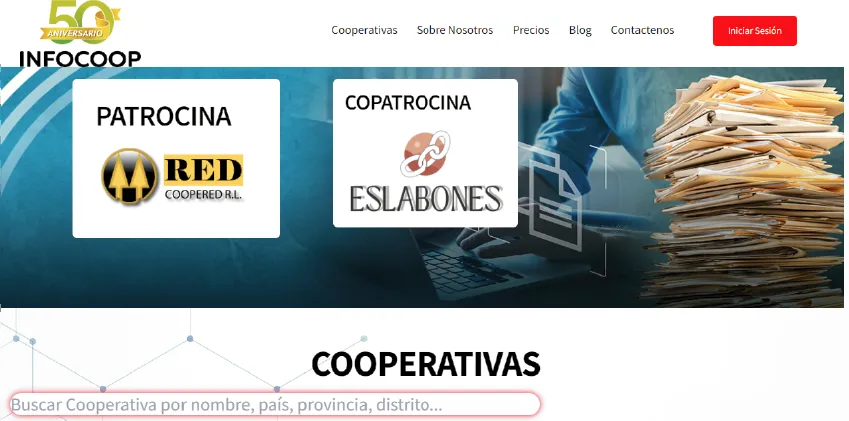 50
ANIVERSARIO
INFOCOOP
Cooperativas Sobre Nosotros Precios Blog Contactenos Iniciar Sesión
PATROCINA
RED
COOPERED R.L.
COPATROCINA
ESLABONES
COOPERATIVAS
Buscar Cooperativa por nombre, país, provincia, distrito...